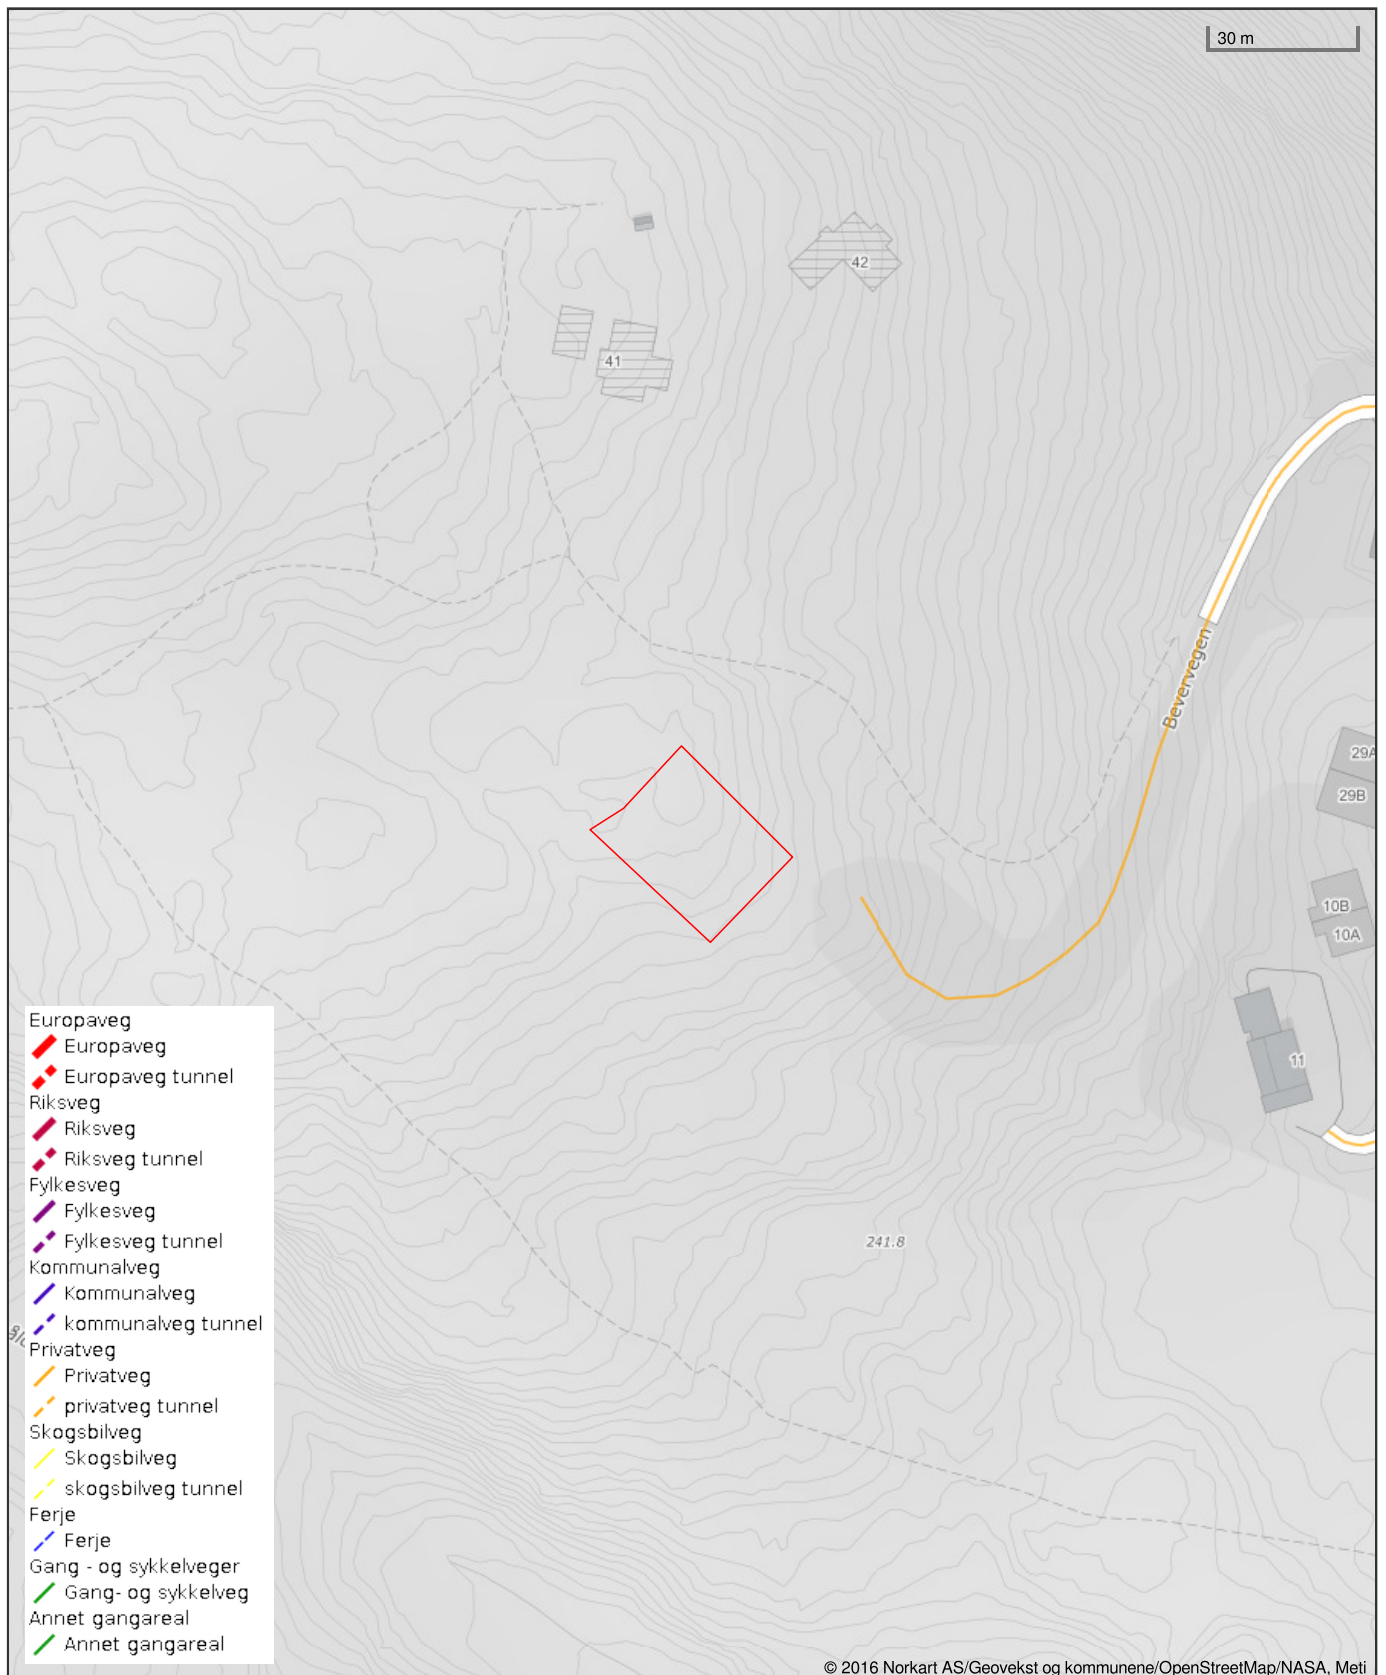 30 m
42
41
Bevervegen
29A
29B
10B
10A
11
241.8
Europaveg
Europaveg
Europaveg tunnel
Riksveg
Riksveg
Riksveg tunnel
Fylkesveg
Fylkesveg
Fylkesveg tunnel
Kommunalveg
Kommunalveg
kommunalveg tunnel
Privatveg
Privatveg
privatveg tunnel
Skogsbilveg
Skogsbilveg
skogsbilveg tunnel
Ferje
Ferje
Gang - og sykkelveger
Gang- og sykkelveg
Annet gangareal
Annet gangareal
© 2016 Norkart AS/Geovekst og kommunene/OpenStreetMap/NASA, Meti